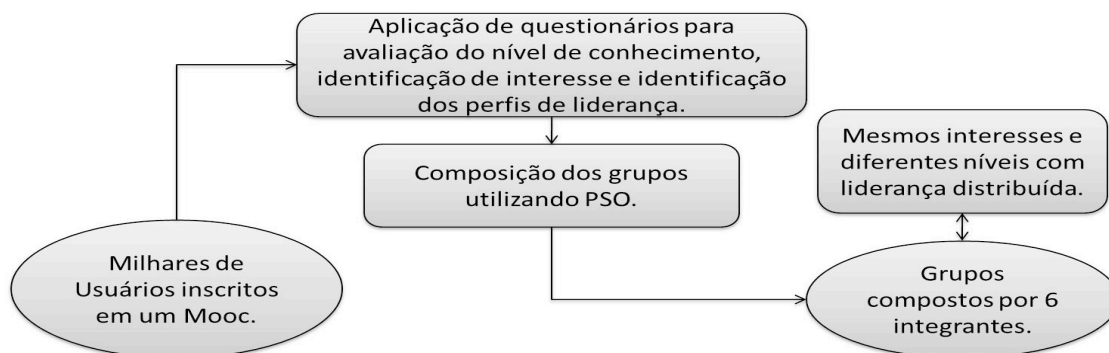 Aplicação de questionários para
avaliação do nível de conhecimento,
identificação de interesse e identificação
dos perfis de liderança.
Composição dos grupos
utilizando PSO.
Mesmos interesses e
diferentes níveis com
liderança distribuída.
Milhares de
Usuários inscritos
em um Mooc.
Grupos
compostos por 6
integrantes.